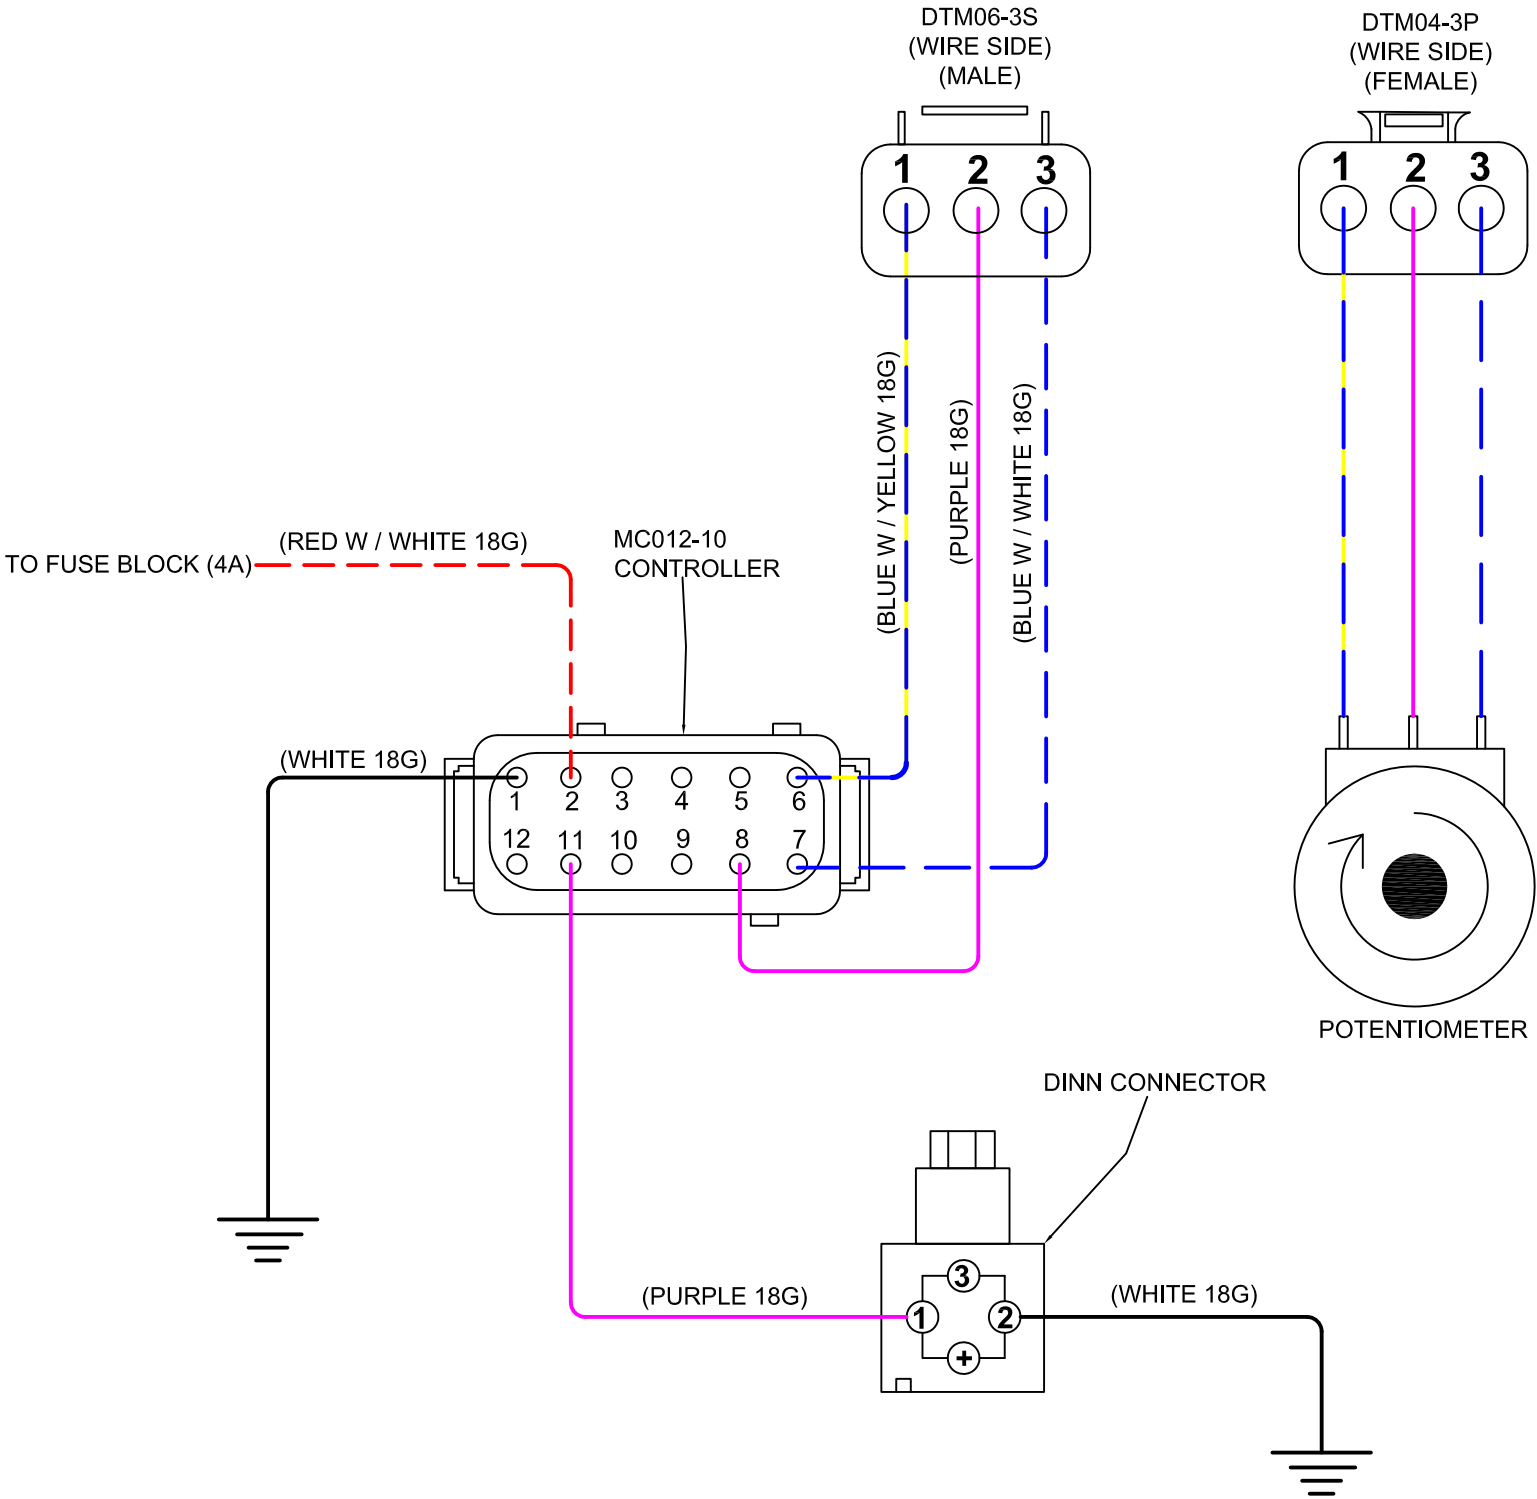 DTM06-3S
(WIRE SIDE)
(MALE)
DTM04-3P
(WIRE SIDE)
(FEMALE)
1 2 3
1 2 3
(BLUE W / YELLOW 18G)
(PURPLE 18G)
(BLUE W / WHITE 18G)
TO FUSE BLOCK (4A)
(RED W / WHITE 18G)
MC012-10
CONTROLLER
(WHITE 18G)
1 2 3 4 5 6
12 11 10 9 8 7
POTENTIOMETER
DINN CONNECTOR
(PURPLE 18G)
3
1 2
+
(WHITE 18G)